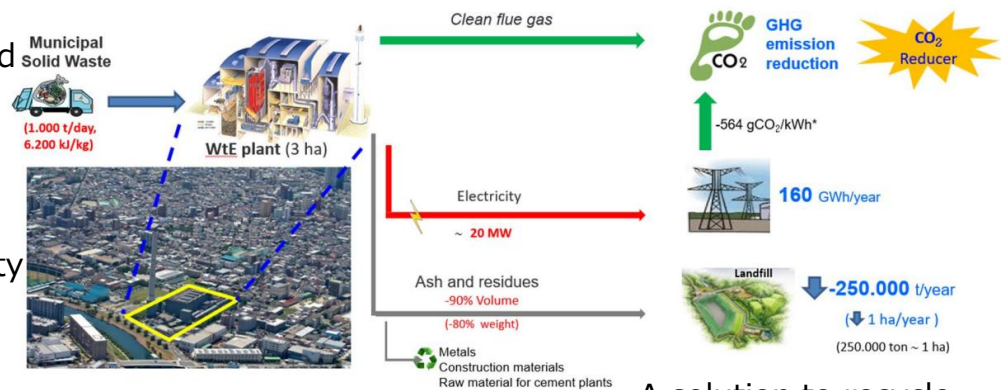 d
Municipal
Solid Waste
(1.000 t/day,
6.200 kJ/kg)
WtE plant (3 ha)
Clean flue gas
CO2
GHG
emission
reduction
CO2
Reducer
-564 gCO2/kWh*
Electricity
~ 20 MW
160 GWh/year
ty
Ash and residues
-90% Volume
(-80% weight)
Metals
Construction materials
Raw material for cement plants
Landfill
-250.000 t/year
( 1 ha/year )
(250.000 ton ~ 1 ha)
A solution to recycle